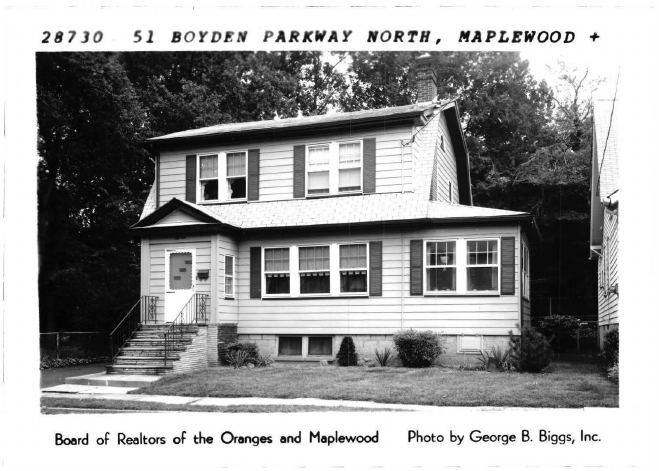 28730 51 BOYDEN PARKWAY NORTH, MAPLEWOOD +
Board of Realtors of the Oranges and Maplewood Photo by George B. Biggs, Inc.